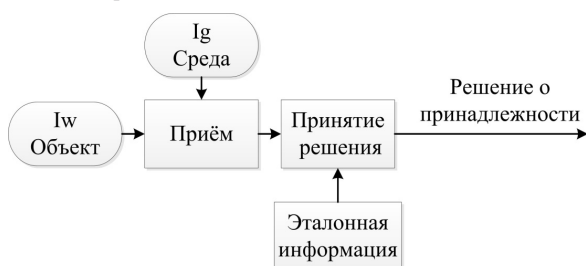 Ig
Среда
Iw
Объект
Приём
Принятие
решения
Решение о
принадлежности
Эталонная
информация